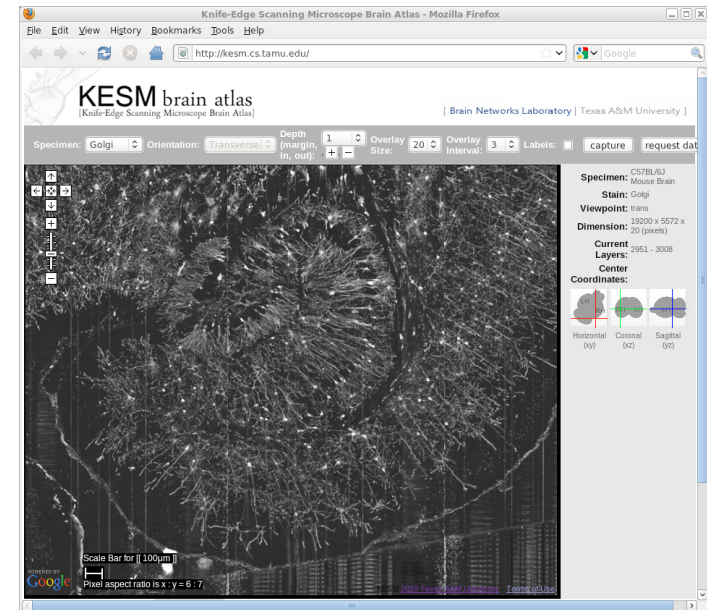 Knife-Edge Scanning Microscope Brain Atlas - Mozilla Firefox
File Edit View History Bookmarks Tools Help
http://kesm.cs.tamu.edu/
Google
KESM brain atlas
[Knife-Edge Scanning Microscope Brain Atlas]
[ Brain Networks Laboratory | Texas A&M University ]
Specimen: Golgi Orientation: Transverse Depth (margin, in, out): 1 + − Overlay Size: 20 Overlay Interval: 3 Labels: capture request dat
Specimen: C57BL/6J Mouse Brain
Stain: Golgi
Viewpoint: trans
Dimension: 19200 x 5572 x 20 (pixels)
Current Layers: 2951 - 3008
Center Coordinates:
Horizontal (xy)
Coronal (xz)
Sagittal (yz)
Scale Bar for [[ 100μm ]]
Pixel aspect ratio is x : y = 6 : 7
POWERED BY
Google
Terms of Use